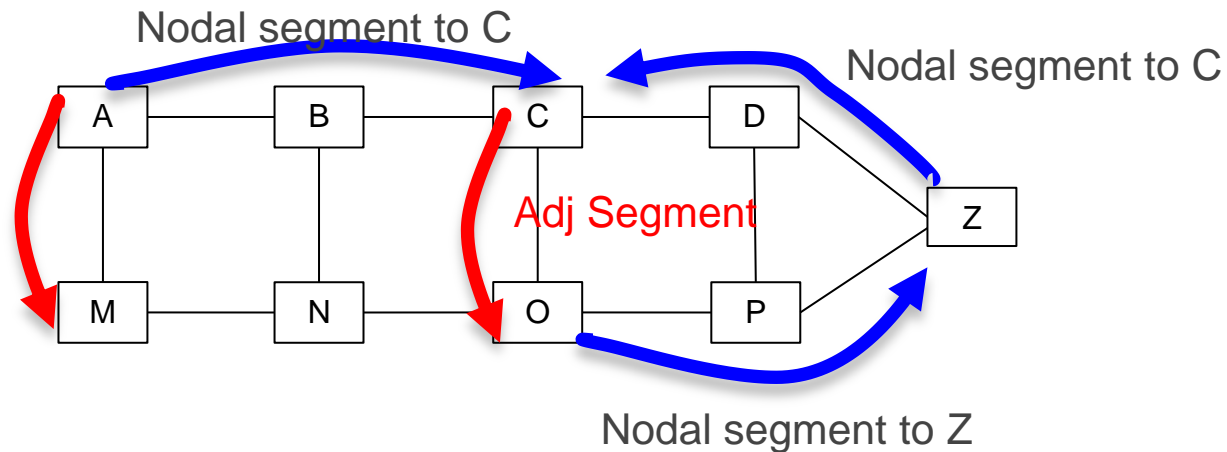 Nodal segment to C
Nodal segment to C
A
B
C
D
Adj Segment
Z
M
N
O
P
Nodal segment to Z